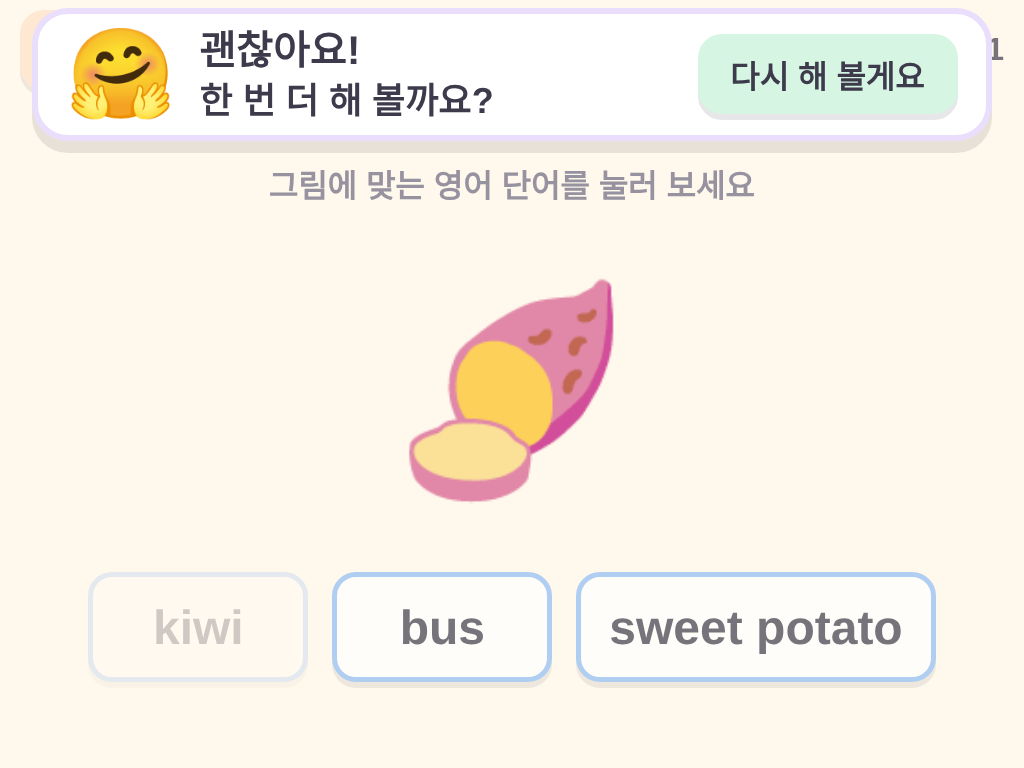 괜찮아요!
한 번 더 해 볼까요?
다시 해 볼게요
1
그림에 맞는 영어 단어를 눌러 보세요
kiwi
bus
sweet potato